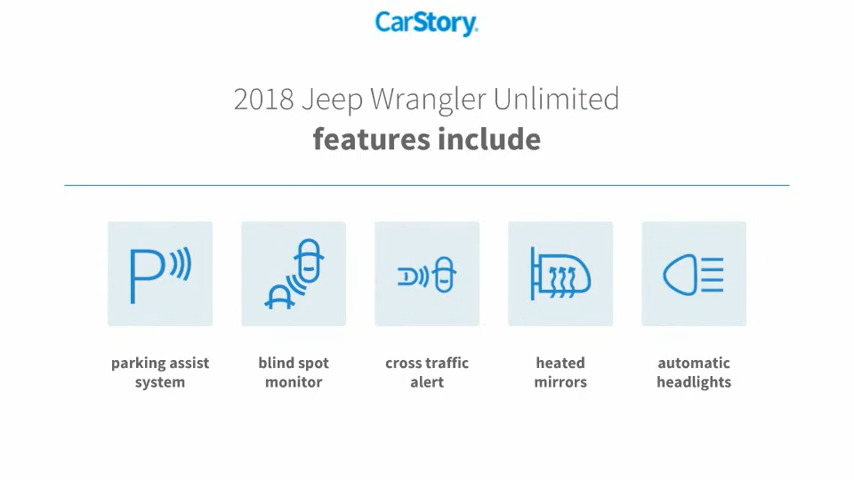 CarStory.
2018 Jeep Wrangler Unlimited
features include
parking assist
system
blind spot
monitor
cross traffic
alert
heated
mirrors
automatic
headlights